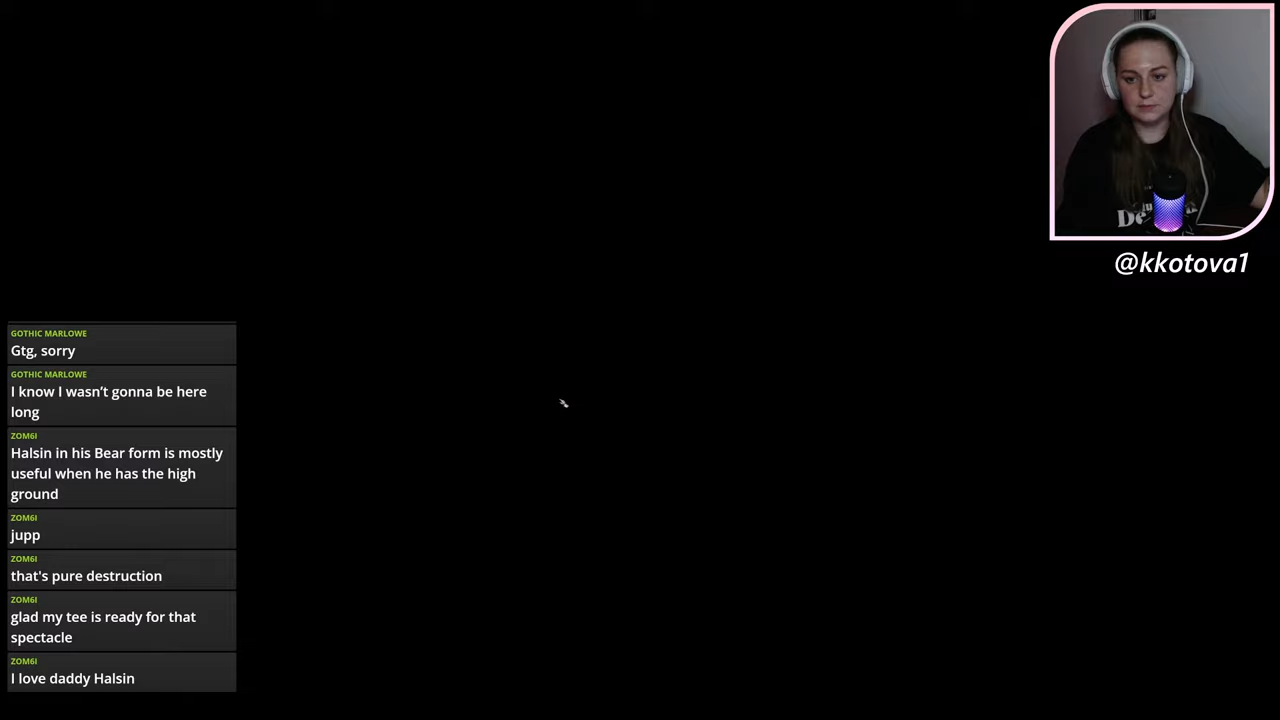 @kkotova1
GOTHIC MARLOWE
Gtg, sorry
GOTHIC MARLOWE
I know I wasn't gonna be here
long
ZOM6I
Halsin in his Bear form is mostly
useful when he has the high
ground
ZOM6I
jupp
ZOM6I
that's pure destruction
ZOM6I
glad my tee is ready for that
spectacle
ZOM6I
I love daddy Halsin